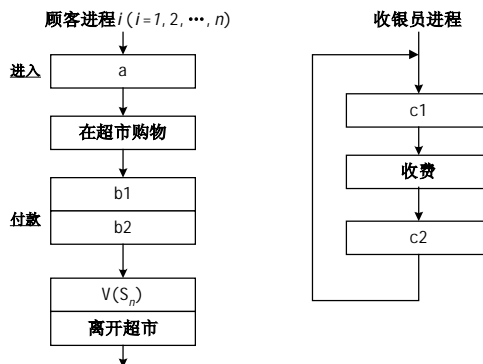 顾客进程i (i=1, 2, •••, n)
进入
a
在超市购物
付款
b1
b2
V(Sn)
离开超市
收银员进程
c1
收费
c2